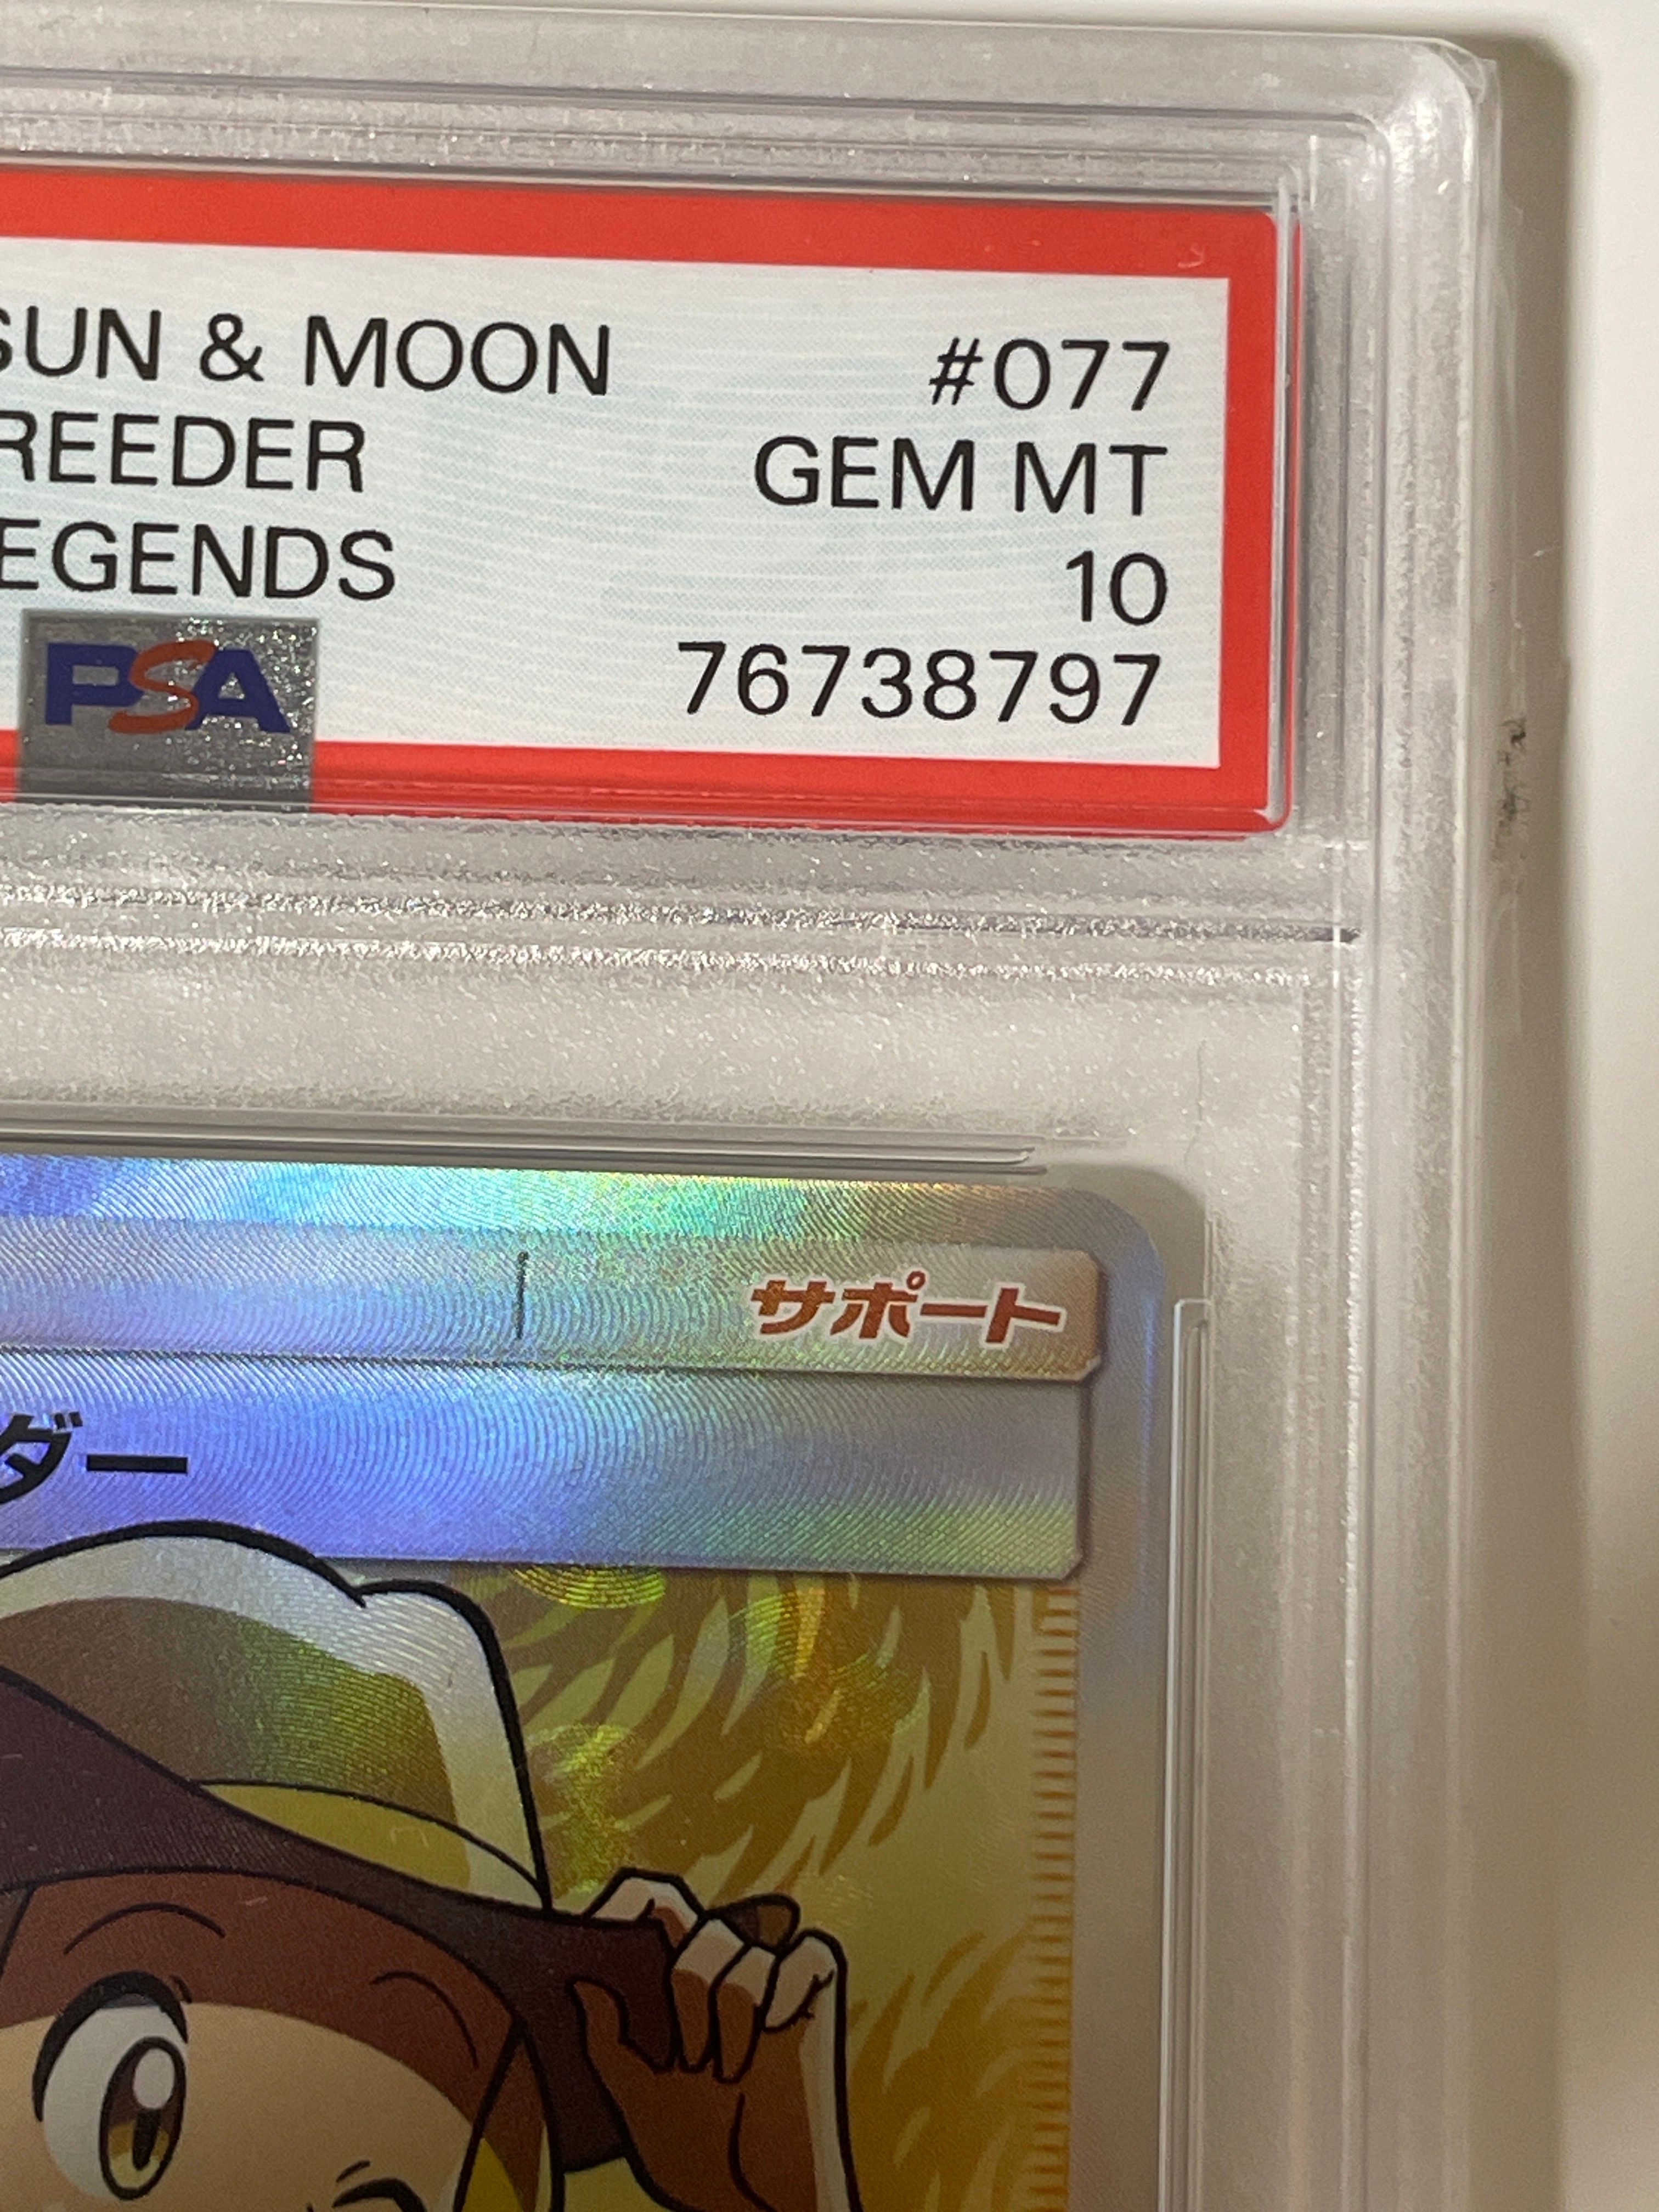 SUN & MOON #077
REEDER GEM MT
EGENDS 10
PSA 76738797
サポート
ダー